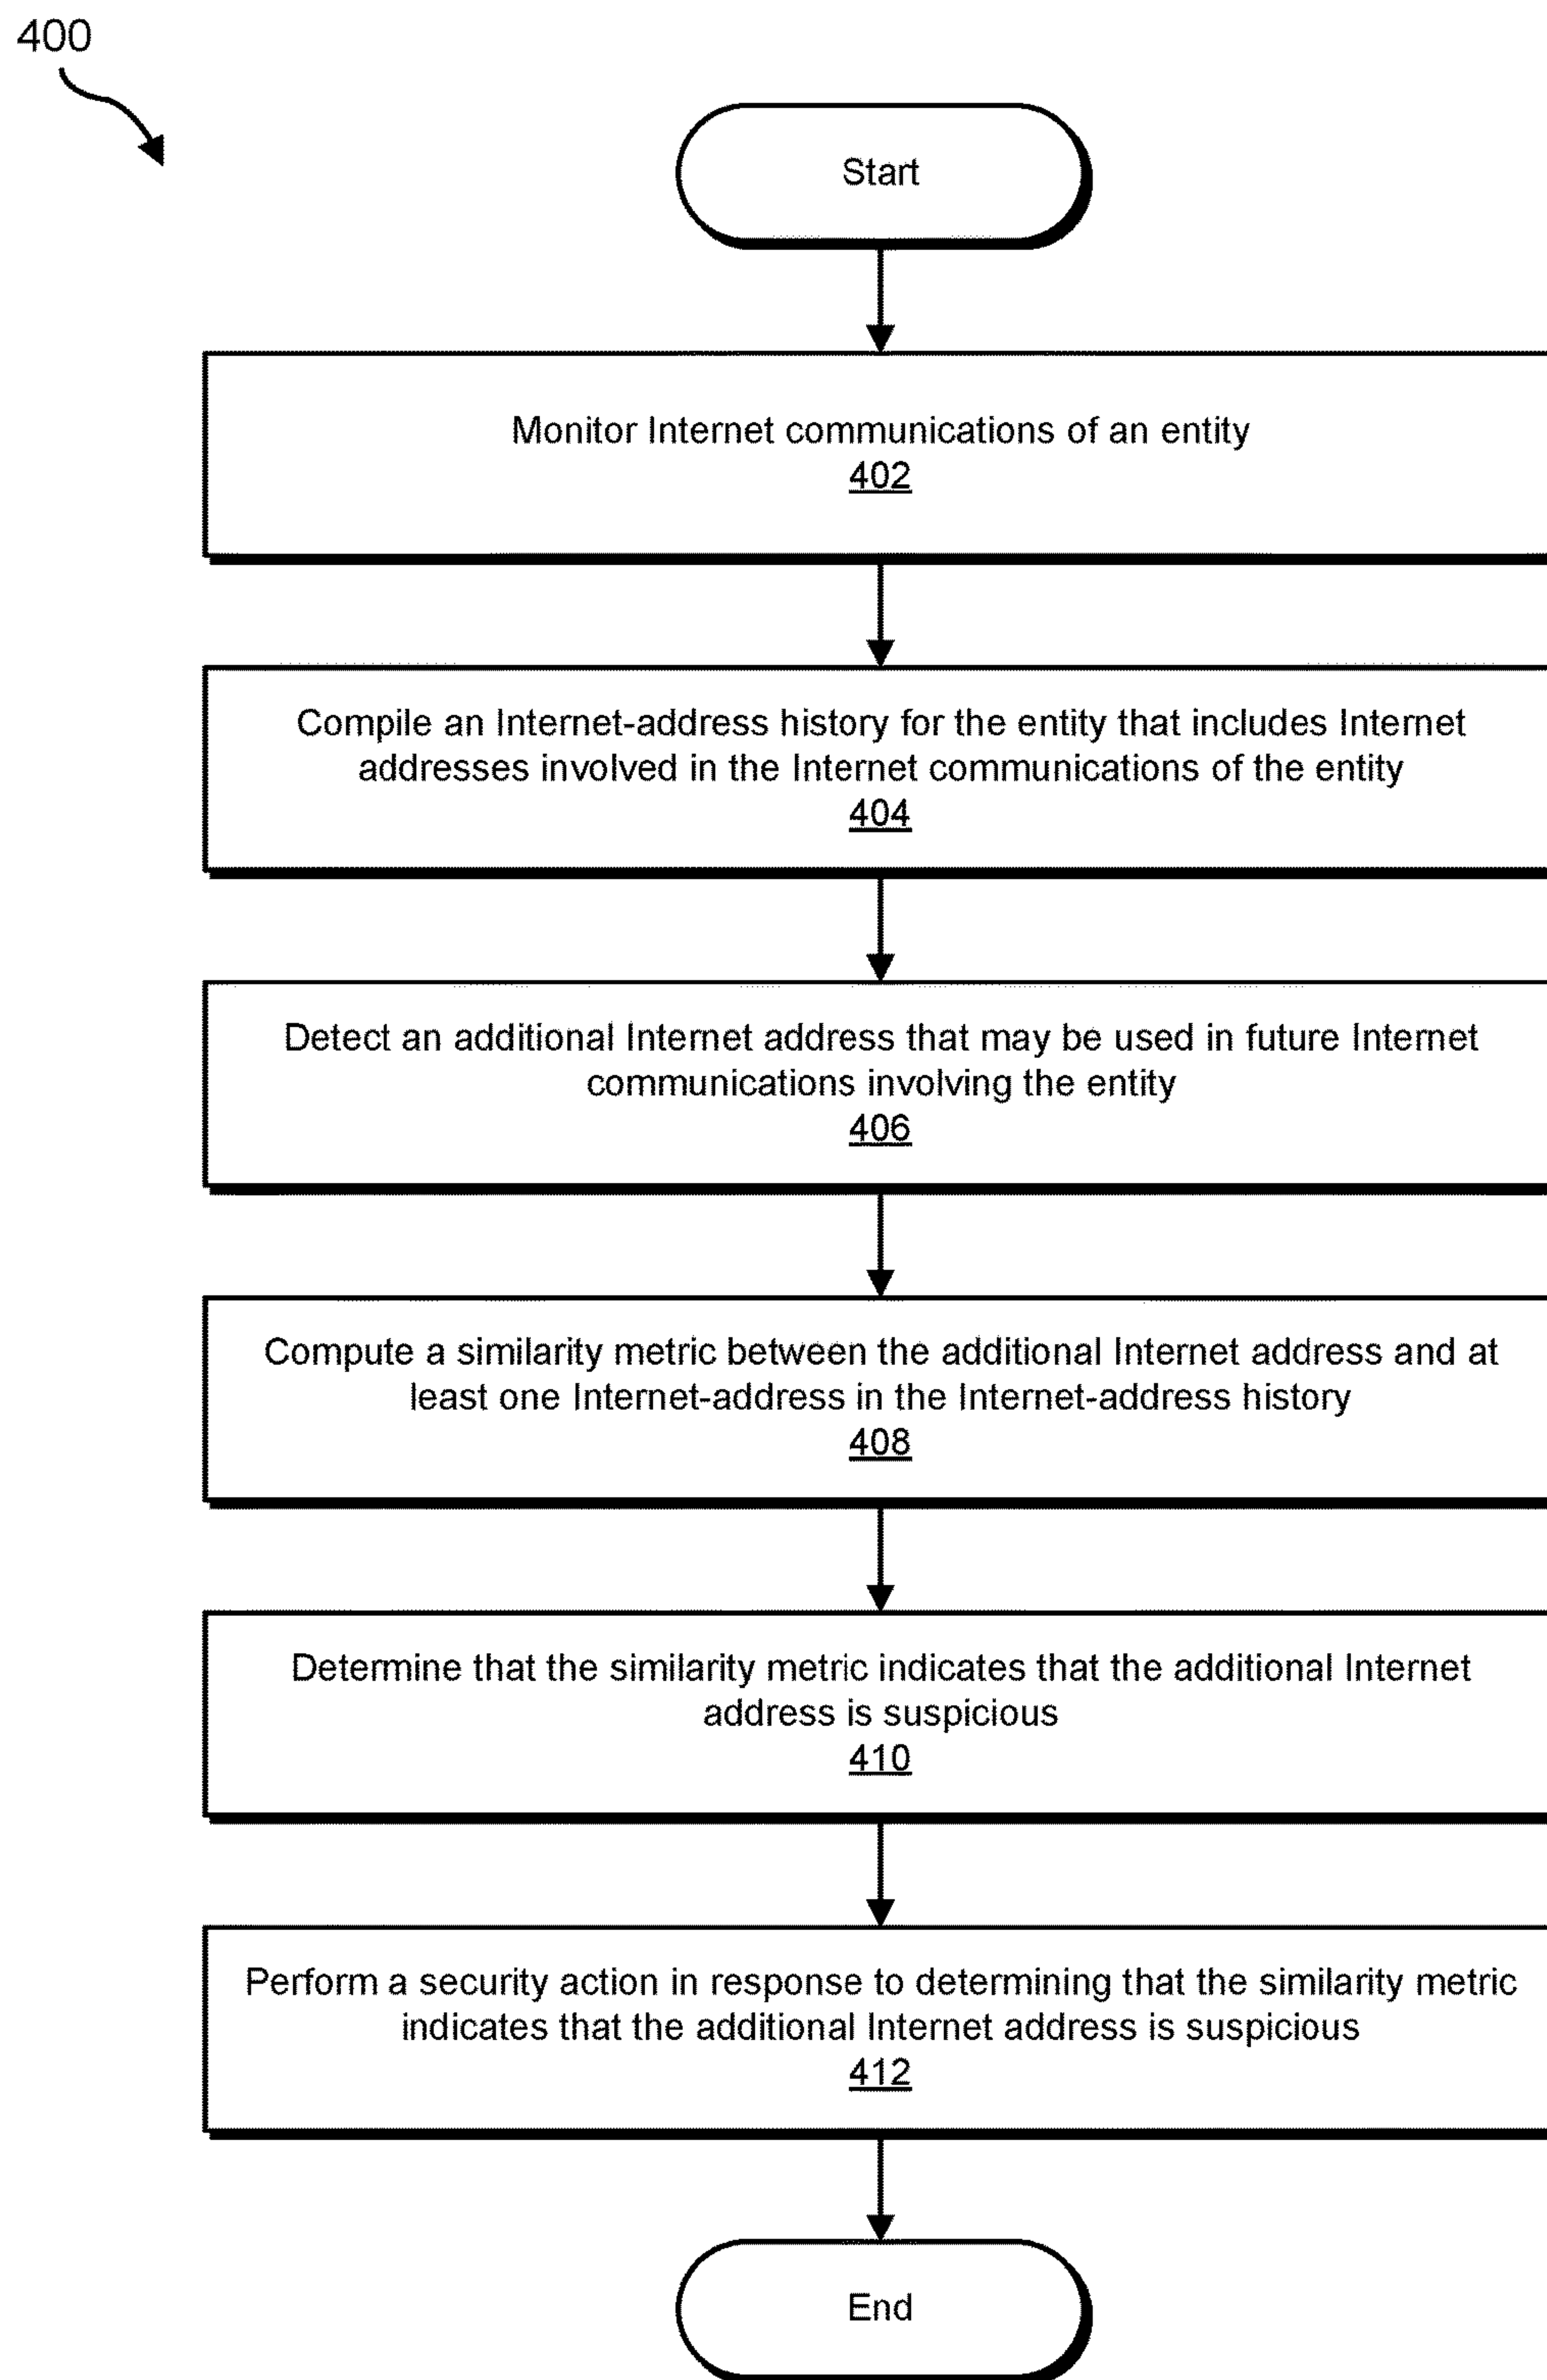 400
Start
Monitor Internet communications of an entity
402
Compile an Internet-address history for the entity that includes Internet
addresses involved in the Internet communications of the entity
404
Detect an additional Internet address that may be used in future Internet
communications involving the entity
406
Compute a similarity metric between the additional Internet address and at
least one Internet-address in the Internet-address history
408
Determine that the similarity metric indicates that the additional Internet
address is suspicious
410
Perform a security action in response to determining that the similarity metric
indicates that the additional Internet address is suspicious
412
End